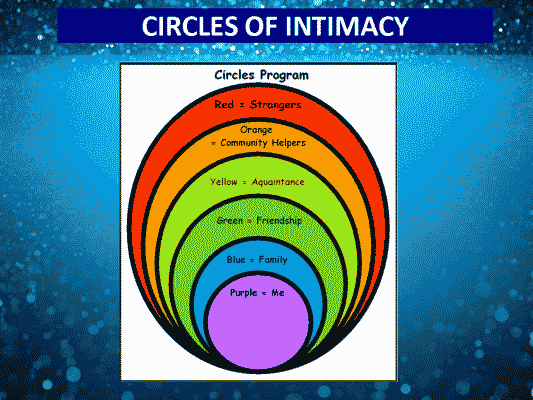 CIRCLES OF INTIMACY
Circles Program
Red = Strangers
Orange
= Community Helpers
Yellow = Aquaintance
Green = Friendship
Blue = Family
Purple = Me